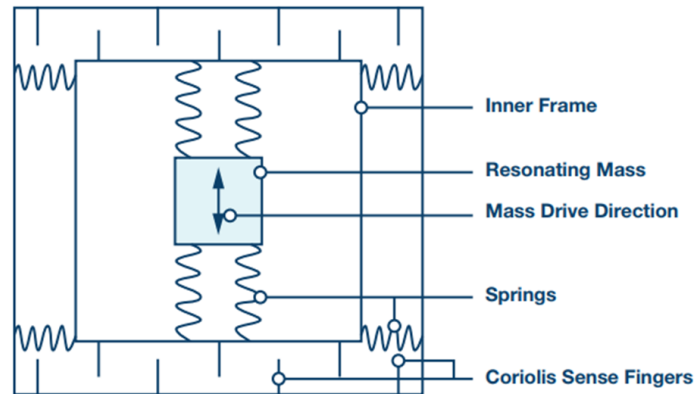 Inner Frame
Resonating Mass
Mass Drive Direction
Springs
Coriolis Sense Fingers